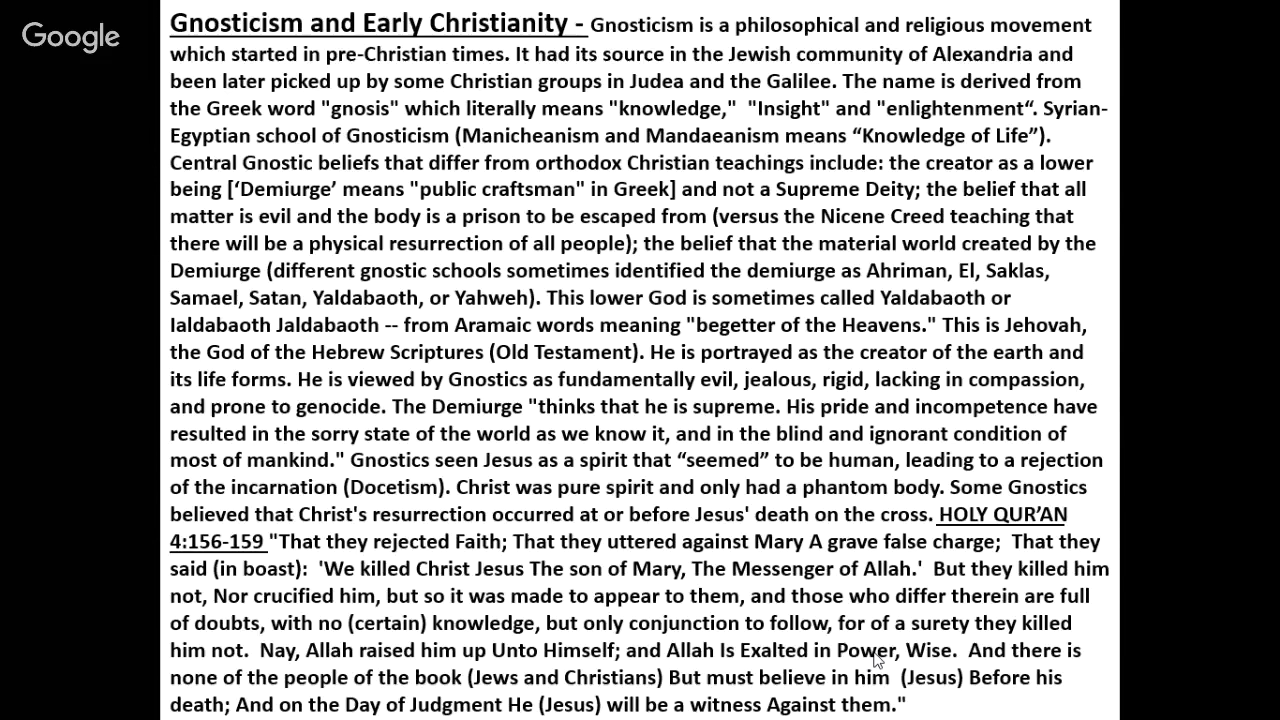 Google
Gnosticism and Early Christianity - Gnosticism is a philosophical and religious movement
which started in pre-Christian times. It had its source in the Jewish community of Alexandria and
been later picked up by some Christian groups in Judea and the Galilee. The name is derived from
the Greek word "gnosis" which literally means "knowledge,"  "Insight" and "enlightenment“. Syrian-
Egyptian school of Gnosticism (Manicheanism and Mandaeanism means “Knowledge of Life”).
Central Gnostic beliefs that differ from orthodox Christian teachings include: the creator as a lower
being [‘Demiurge’ means "public craftsman" in Greek] and not a Supreme Deity; the belief that all
matter is evil and the body is a prison to be escaped from (versus the Nicene Creed teaching that
there will be a physical resurrection of all people); the belief that the material world created by the
Demiurge (different gnostic schools sometimes identified the demiurge as Ahriman, El, Saklas,
Samael, Satan, Yaldabaoth, or Yahweh). This lower God is sometimes called Yaldabaoth or
Ialdabaoth Jaldabaoth -- from Aramaic words meaning "begetter of the Heavens." This is Jehovah,
the God of the Hebrew Scriptures (Old Testament). He is portrayed as the creator of the earth and
its life forms. He is viewed by Gnostics as fundamentally evil, jealous, rigid, lacking in compassion,
and prone to genocide. The Demiurge "thinks that he is supreme. His pride and incompetence have
resulted in the sorry state of the world as we know it, and in the blind and ignorant condition of
most of mankind." Gnostics seen Jesus as a spirit that “seemed” to be human, leading to a rejection
of the incarnation (Docetism). Christ was pure spirit and only had a phantom body. Some Gnostics
believed that Christ's resurrection occurred at or before Jesus' death on the cross. HOLY QUR’AN
4:156-159 "That they rejected Faith; That they uttered against Mary A grave false charge;  That they
said (in boast):  'We killed Christ Jesus The son of Mary, The Messenger of Allah.'  But they killed him
not, Nor crucified him, but so it was made to appear to them, and those who differ therein are full
of doubts, with no (certain) knowledge, but only conjunction to follow, for of a surety they killed
him not.  Nay, Allah raised him up Unto Himself; and Allah Is Exalted in Power, Wise.  And there is
none of the people of the book (Jews and Christians) But must believe in him  (Jesus) Before his
death; And on the Day of Judgment He (Jesus) will be a witness Against them."